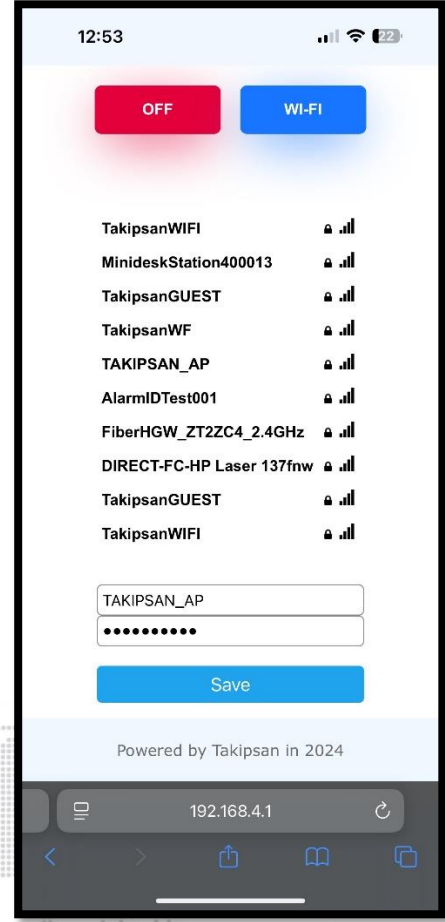 12:53
22
OFF
WI-FI
TakipsanWIFI
MinideskStation400013
TakipsanGUEST
TakipsanWF
TAKIPSAN_AP
AlarmIDTest001
FiberHGW_ZT2ZC4_2.4GHz
DIRECT-FC-HP Laser 137fnw
TakipsanGUEST
TakipsanWIFI
TAKIPSAN_AP
●●●●●●●●●●
Save
Powered by Takipsan in 2024
192.168.4.1